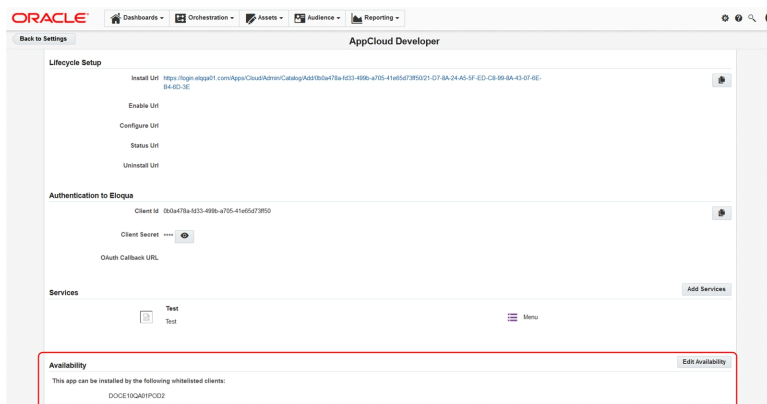 ORACLE
Dashboards Orchestration Assets Audience Reporting
Back to Settings
AppCloud Developer
Lifecycle Setup
Install Url https://login.elqqa01.com/Apps/Cloud/Admin/Catalog/Add/0b0a478a-fd33-499b-a705-41e65d73ff50/21-D7-8A-24-A5-5F-ED-C8-99-8A-43-07-6E-
B4-6D-3E
Enable Url
Configure Url
Status Url
Uninstall Url
Authentication to Eloqua
Client Id 0b0a478a-fd33-499b-a705-41e65d73ff50
Client Secret ••••
OAuth Callback URL
Services
Add Services
Test
Test
Menu
Availability
Edit Availability
This app can be installed by the following whitelisted clients:
DOCE10QA01POD2